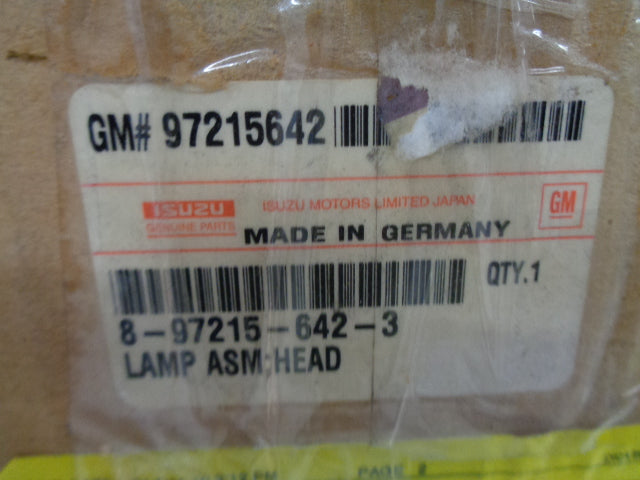 GM# 97215642
ISUZU
GENUINE PARTS
ISUZU MOTORS LIMITED JAPAN
GM
MADE IN GERMANY
QTY.1
8-97215-642-3
LAMP ASM;HEAD
PAGE 2